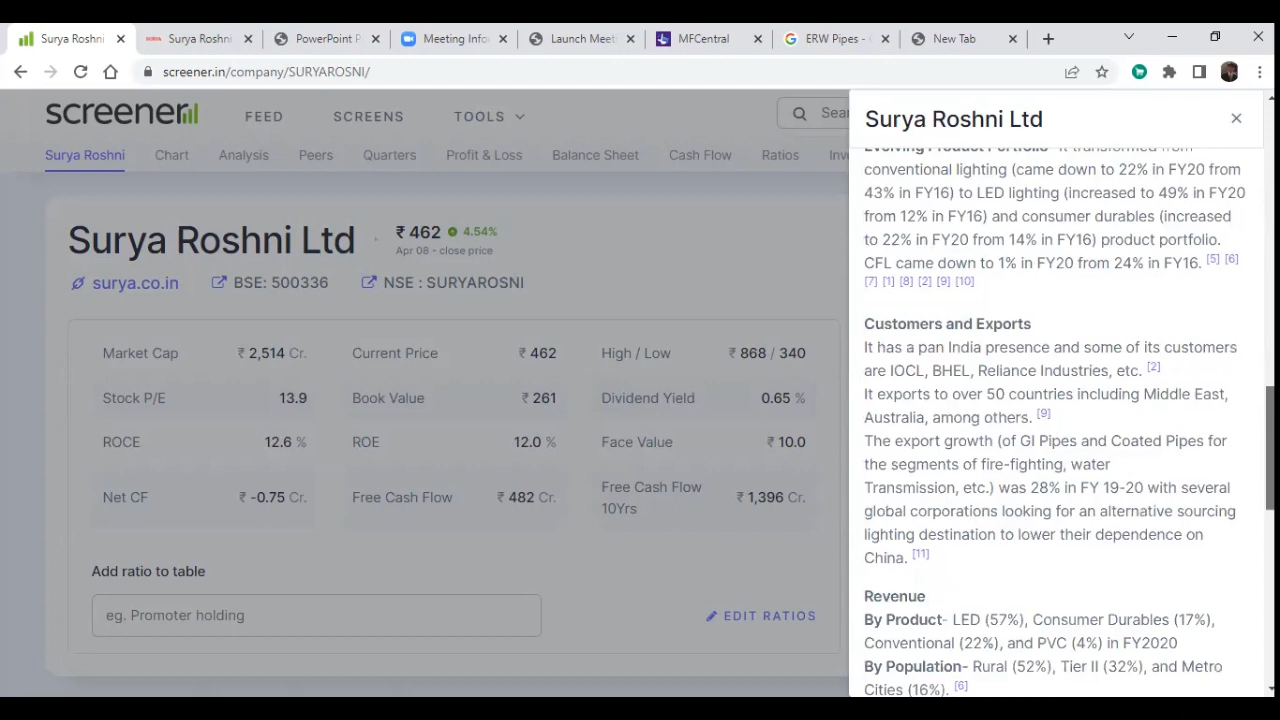 Surya Roshni
Surya Roshni
PowerPoint P
Meeting Info
Launch Meeti
MFCentral
ERW Pipes - G
New Tab
screener.in/company/SURYAROSNI/
screener
FEED
SCREENS
TOOLS
Sear
Surya Roshni
Chart
Analysis
Peers
Quarters
Profit & Loss
Balance Sheet
Cash Flow
Ratios
Inv
Surya Roshni Ltd
₹ 462 4.54%
Apr 08 - close price
surya.co.in
BSE: 500336
NSE : SURYAROSNI
Market Cap ₹ 2,514 Cr.
Current Price ₹ 462
High / Low ₹ 868 / 340
Stock P/E 13.9
Book Value ₹ 261
Dividend Yield 0.65 %
ROCE 12.6 %
ROE 12.0 %
Face Value ₹ 10.0
Net CF ₹ -0.75 Cr.
Free Cash Flow ₹ 482 Cr.
Free Cash Flow
10Yrs ₹ 1,396 Cr.
Add ratio to table
eg. Promoter holding
EDIT RATIOS
Surya Roshni Ltd
Evolving Product Portfolio- It transformed from
conventional lighting (came down to 22% in FY20 from
43% in FY16) to LED lighting (increased to 49% in FY20
from 12% in FY16) and consumer durables (increased
to 22% in FY20 from 14% in FY16) product portfolio.
CFL came down to 1% in FY20 from 24% in FY16. [5] [6]
[7] [1] [8] [2] [9] [10]
Customers and Exports
It has a pan India presence and some of its customers
are IOCL, BHEL, Reliance Industries, etc. [2]
It exports to over 50 countries including Middle East,
Australia, among others. [9]
The export growth (of GI Pipes and Coated Pipes for
the segments of fire-fighting, water
Transmission, etc.) was 28% in FY 19-20 with several
global corporations looking for an alternative sourcing
lighting destination to lower their dependence on
China. [11]
Revenue
By Product- LED (57%), Consumer Durables (17%),
Conventional (22%), and PVC (4%) in FY2020
By Population- Rural (52%), Tier II (32%), and Metro
Cities (16%). [6]